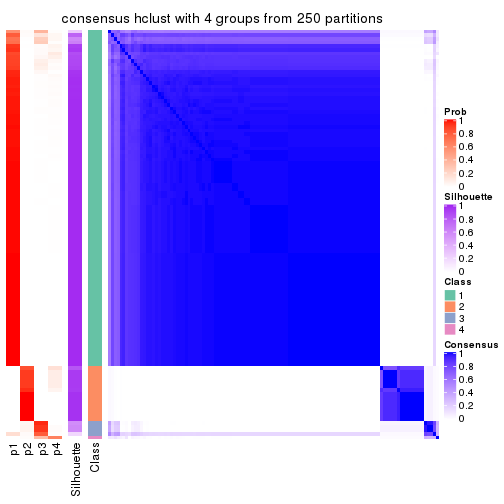 consensus hclust with 4 groups from 250 partitions
Prob
1
0.8
0.6
0.4
0.2
0
Silhouette
1
0.8
0.6
0.4
0.2
0
Class
1
2
3
4
Consensus
1
0.8
0.6
0.4
0.2
0
p1
p2
p3
p4
Silhouette
Class